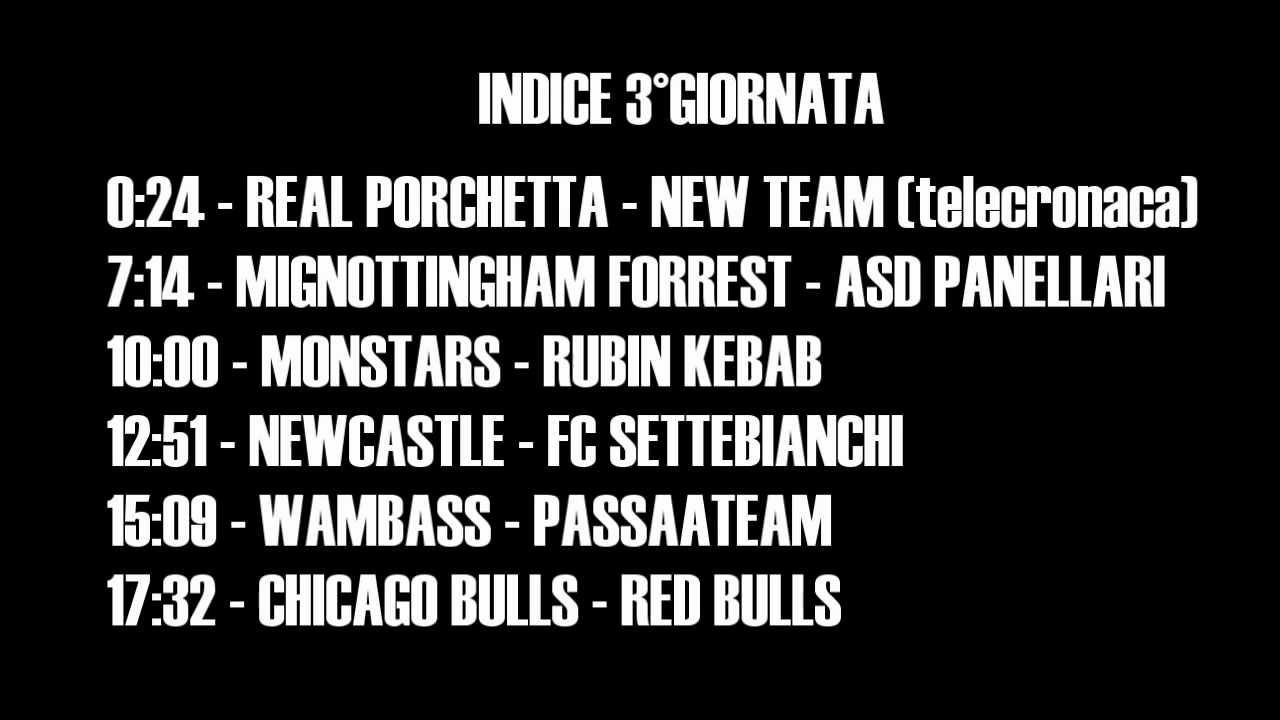 INDICE 3°GIORNATA
0:24 - REAL PORCHETTA - NEW TEAM (telecronaca)
7:14 - MIGNOTTINGHAM FORREST - ASD PANELLARI
10:00 - MONSTARS - RUBIN KEBAB
12:51 - NEWCASTLE - FC SETTEBIANCHI
15:09 - WAMBASS - PASSAATEAM
17:32 - CHICAGO BULLS - RED BULLS